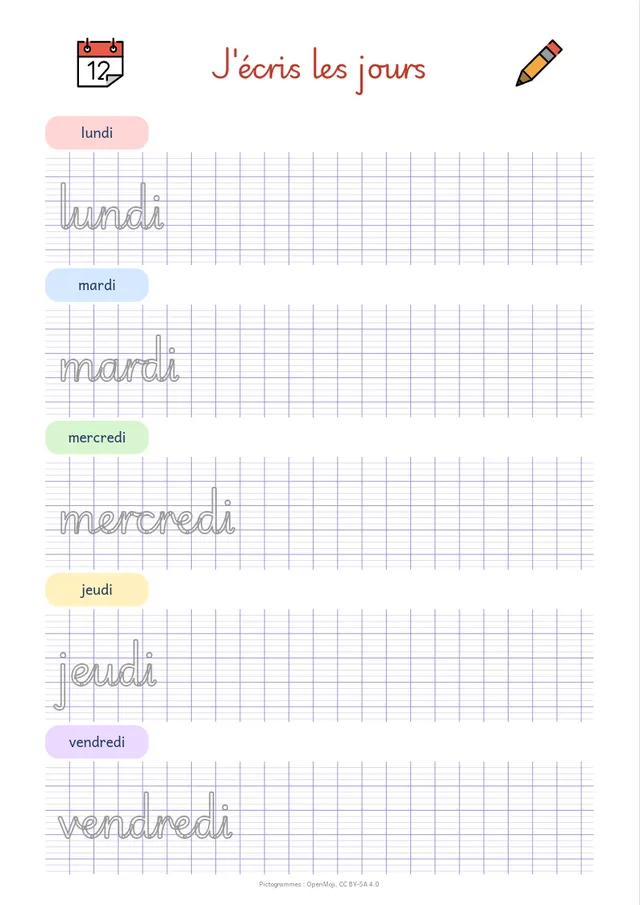 12
J'écris les jours
lundi
lundi
mardi
mardi
mercredi
mercredi
jeudi
jeudi
vendredi
vendredi
Pictogrammes : OpenMoji, CC BY-SA 4.0